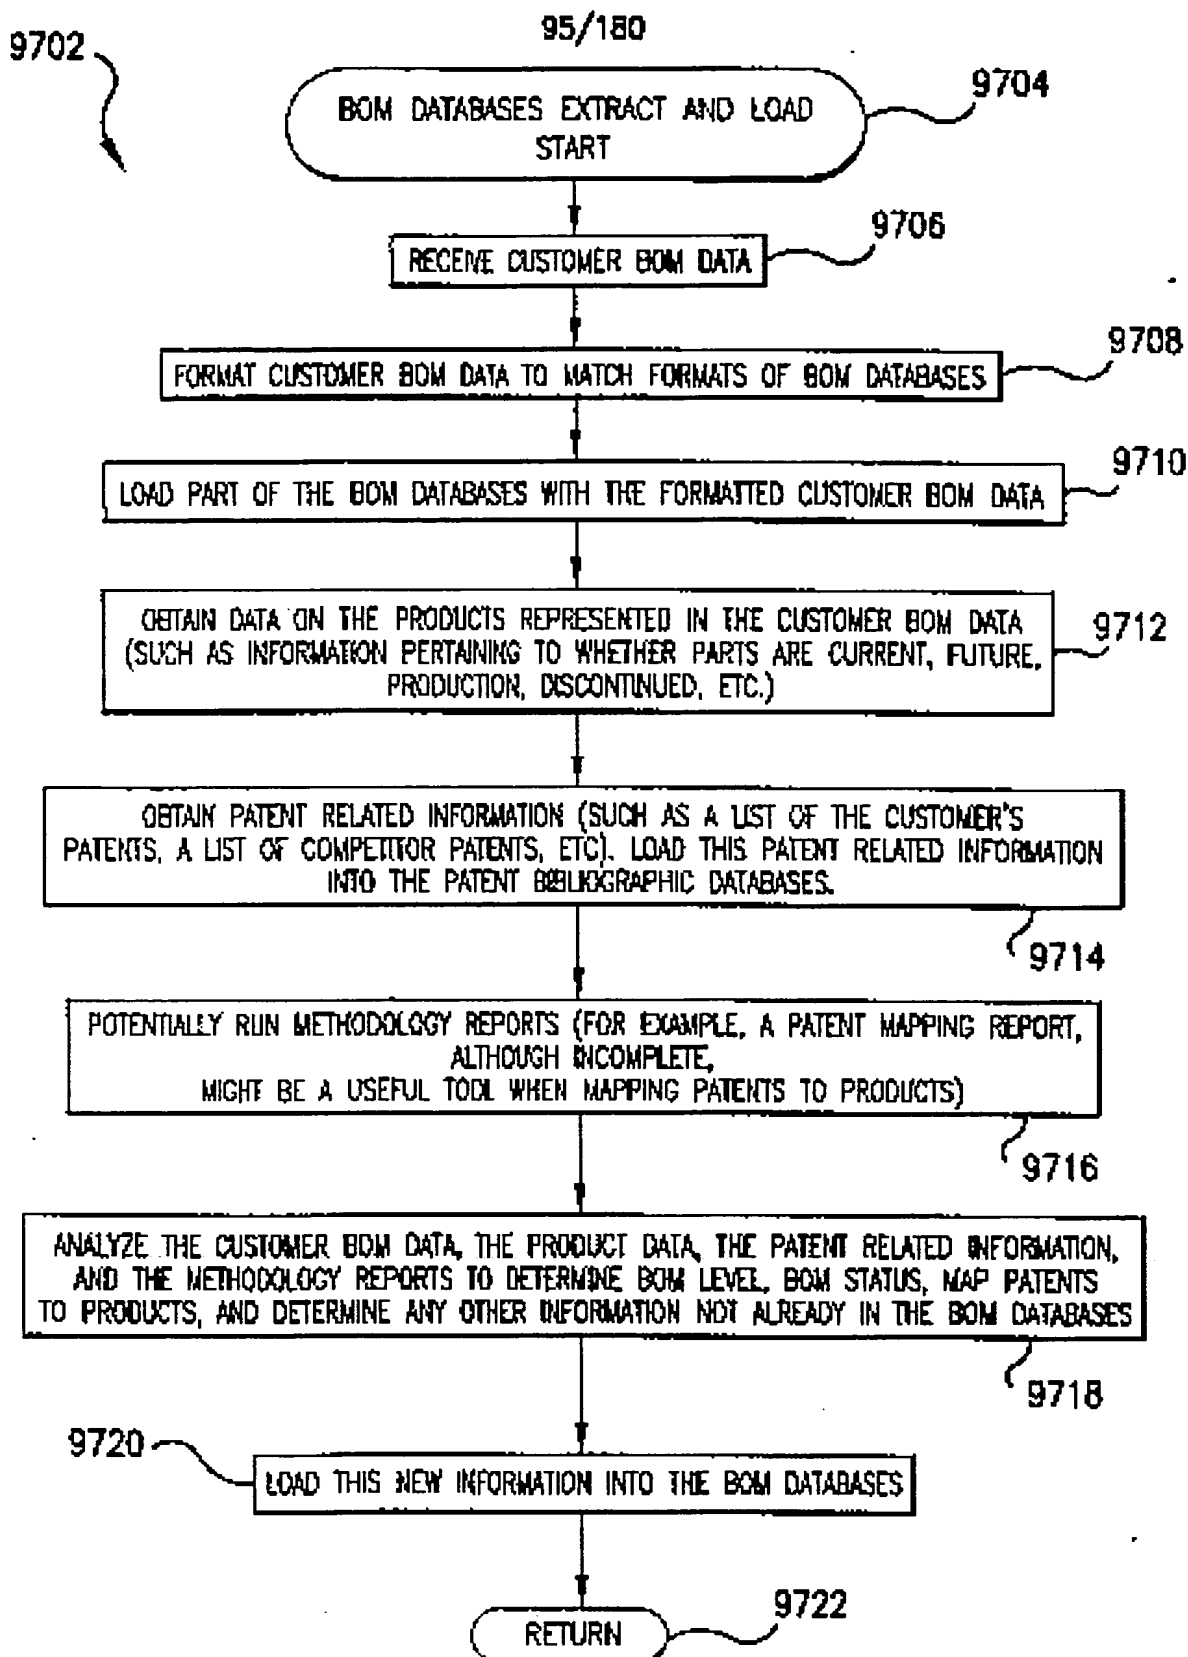 95/180
9702
BOM DATABASES EXTRACT AND LOAD
START
9704
RECEIVE CUSTOMER BOM DATA
9706
FORMAT CUSTOMER BOM DATA TO MATCH FORMATS OF BOM DATABASES
9708
LOAD PART OF THE BOM DATABASES WITH THE FORMATTED CUSTOMER BOM DATA
9710
OBTAIN DATA ON THE PRODUCTS REPRESENTED IN THE CUSTOMER BOM DATA
(SUCH AS INFORMATION PERTAINING TO WHETHER PARTS ARE CURRENT, FUTURE,
PRODUCTION, DISCONTINUED, ETC.)
9712
OBTAIN PATENT RELATED INFORMATION (SUCH AS A LIST OF THE CUSTOMER'S
PATENTS, A LIST OF COMPETITOR PATENTS, ETC). LOAD THIS PATENT RELATED INFORMATION
INTO THE PATENT BIBLIOGRAPHIC DATABASES.
9714
POTENTIALLY RUN METHODOLOGY REPORTS (FOR EXAMPLE, A PATENT MAPPING REPORT,
ALTHOUGH INCOMPLETE,
MIGHT BE A USEFUL TOOL WHEN MAPPING PATENTS TO PRODUCTS)
9716
ANALYZE THE CUSTOMER BOM DATA, THE PRODUCT DATA, THE PATENT RELATED INFORMATION,
AND THE METHODOLOGY REPORTS TO DETERMINE BOM LEVEL, BOM STATUS, MAP PATENTS
TO PRODUCTS, AND DETERMINE ANY OTHER INFORMATION NOT ALREADY IN THE BOM DATABASES
9718
9720
LOAD THIS NEW INFORMATION INTO THE BOM DATABASES
RETURN
9722